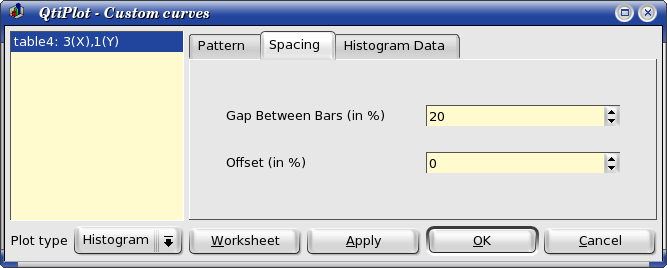 QtiPlot - Custom curves
table4: 3(X),1(Y)
Pattern Spacing Histogram Data
Gap Between Bars (in %) 20
Offset (in %) 0
Plot type Histogram Worksheet Apply OK Cancel